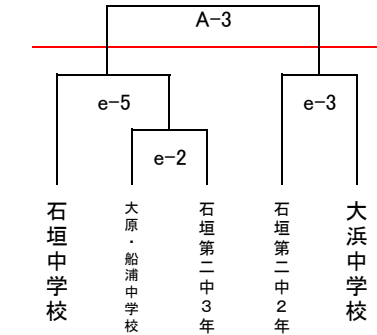 A-3
e-5
e-3
e-2
石垣中学校
大原・船浦中学校
石垣第二中3年
石垣第二中2年
大浜中学校